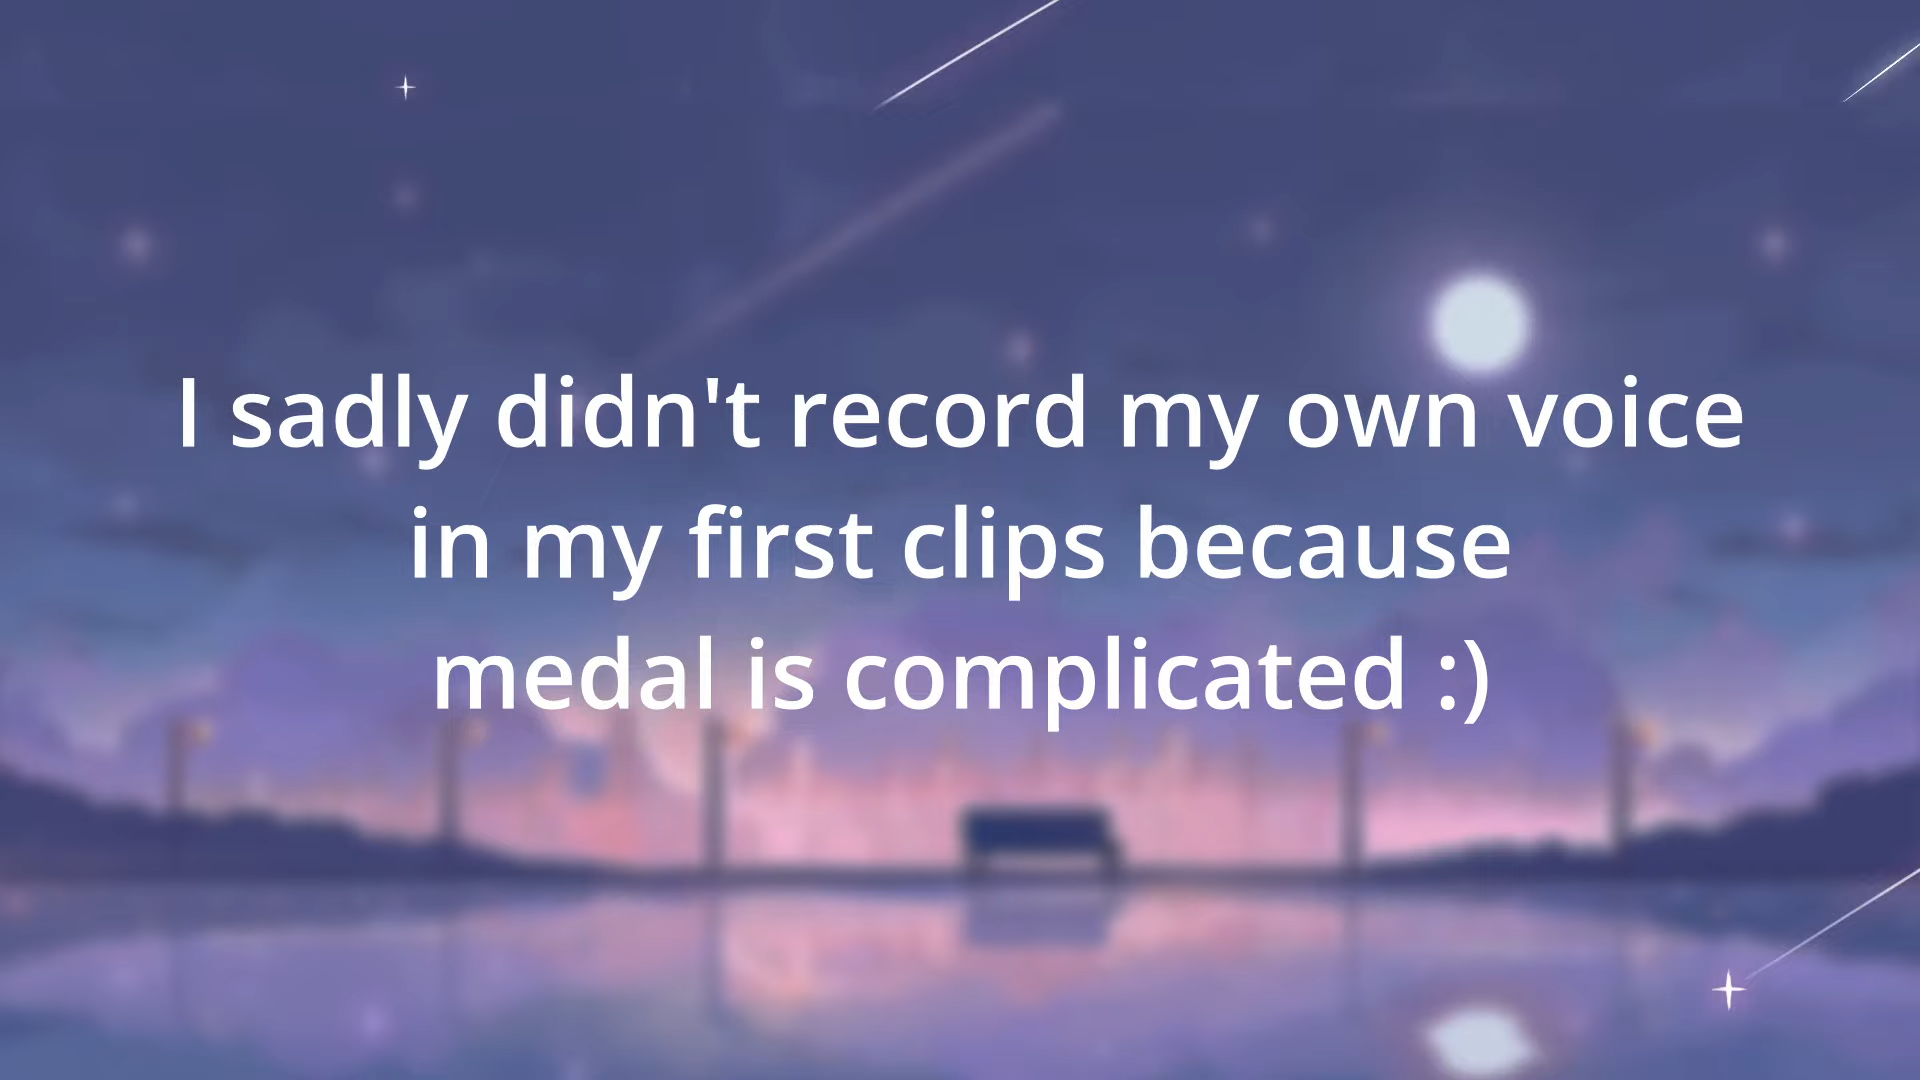 I sadly didn't record my own voice
in my first clips because
medal is complicated :)